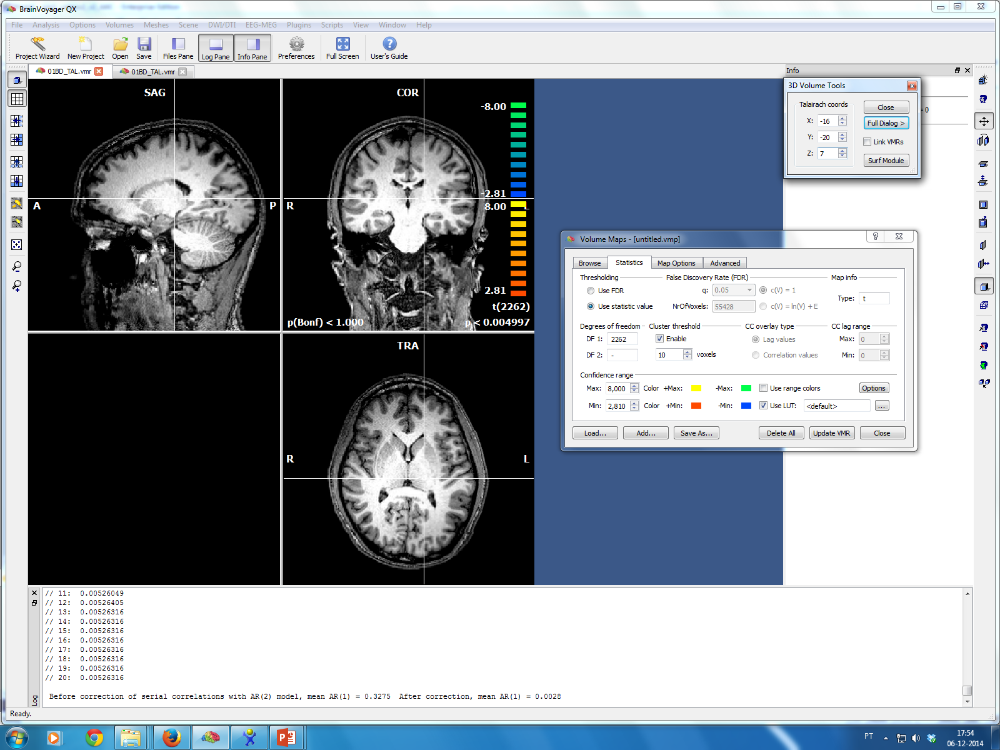 BrainVoyager QX
File Analysis Options Volumes Meshes Scene DWI/DTI EEG-MEG Plugins Scripts View Window Help
Project Wizard New Project Open Save Files Pane Log Pane Info Pane Preferences Full Screen User's Guide
01BD_TAL.vmr 01BD_TAL.vmr
Info
3D Volume Tools
Talairach coords
Close
X: -16
Full Dialog >
Y: -20
Link VMRs
Z: 7
Surf Module
= 0
SAG
A P
COR
R L
-8.00
-2.81
8.00
2.81
t(2262)
p(Bonf) < 1.000
p < 0.004997
TRA
R L
Volume Maps - [untitled.vmp]
Browse Statistics Map Options Advanced
Thresholding False Discovery Rate (FDR) Map info
Use FDR q: 0.05 c(V) = 1
Type: t
Use statistic value NrOfVoxels: 55428 c(V) = ln(V) + E
Degrees of freedom Cluster threshold CC overlay type CC lag range
DF 1: 2262 Enable Lag values Max: 0
DF 2: - 10 voxels Correlation values Min: 0
Confidence range
Max: 8,000 Color +Max: -Max: Use range colors Options
Min: 2,810 Color +Min: -Min: Use LUT: <default> ...
Load... Add... Save As... Delete All Update VMR Close
// 11: 0.00526049
// 12: 0.00526405
// 13: 0.00526316
// 14: 0.00526316
// 15: 0.00526316
// 16: 0.00526316
// 17: 0.00526316
// 18: 0.00526316
// 19: 0.00526316
// 20: 0.00526316
Before correction of serial correlations with AR(2) model, mean AR(1) = 0.3275 After correction, mean AR(1) = 0.0028
Log
Ready.
PT
17:54
06-12-2014